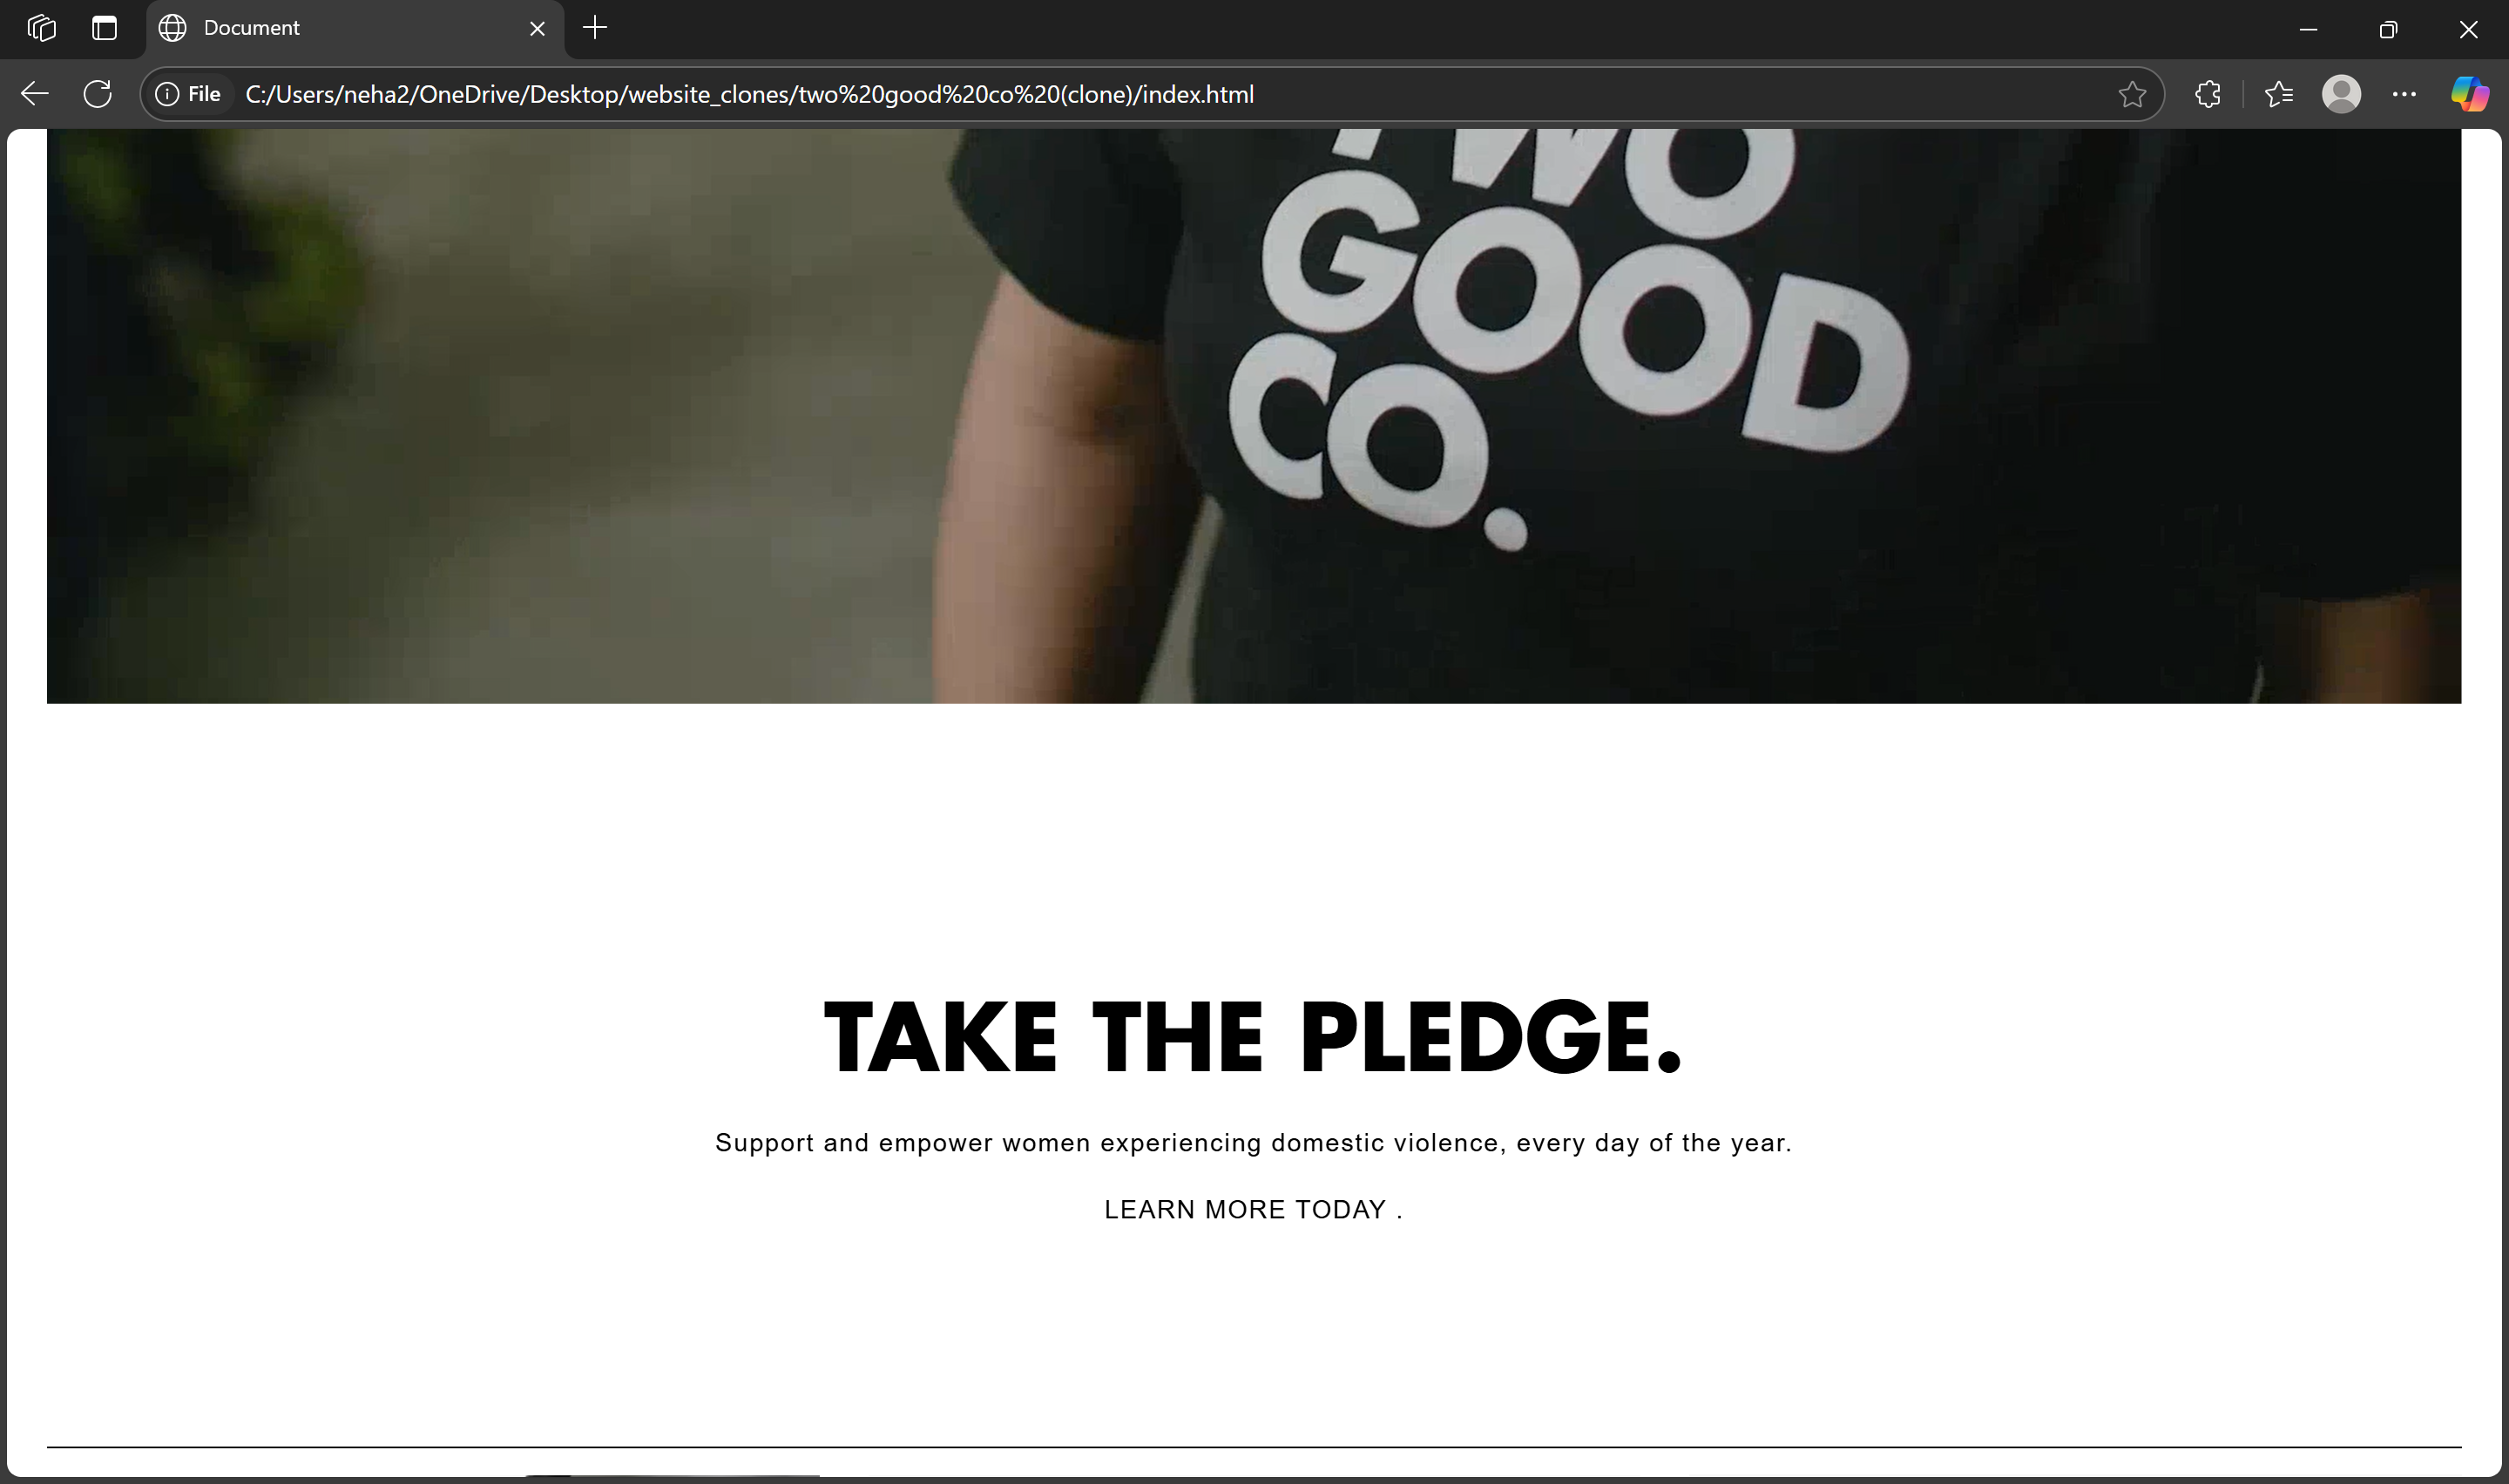 Document
File C:/Users/neha2/OneDrive/Desktop/website_clones/two%20good%20co%20(clone)/index.html
TWO
GOOD
CO.
TAKE THE PLEDGE.
Support and empower women experiencing domestic violence, every day of the year.
LEARN MORE TODAY .